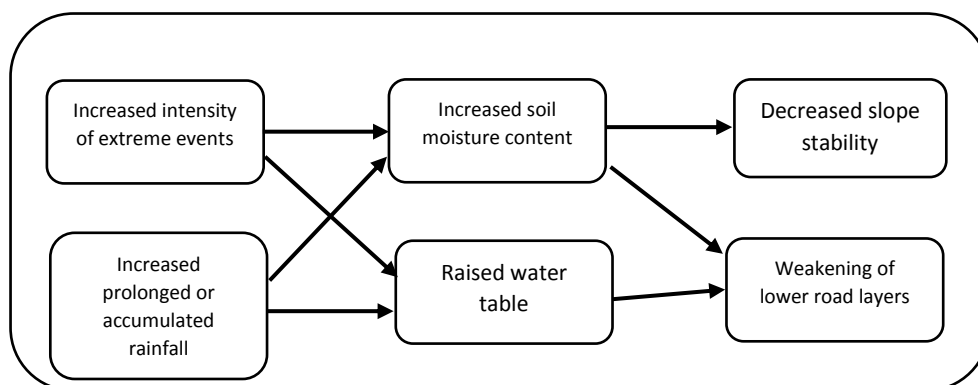 Increased intensity
of extreme events
Increased soil
moisture content
Decreased slope
stability
Increased
prolonged or
accumulated
rainfall
Raised water
table
Weakening of
lower road layers